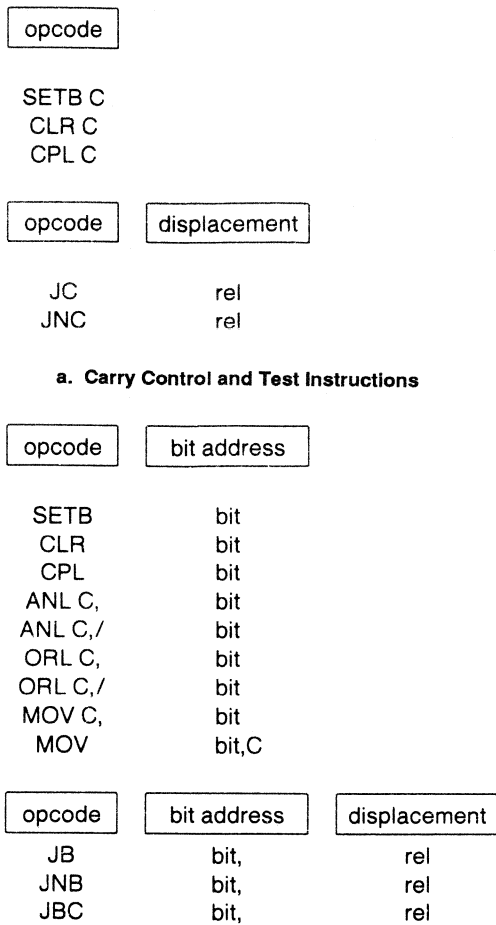 opcode
SETB C
CLR C
CPL C
opcode displacement
JC rel
JNC rel
a. Carry Control and Test Instructions
opcode bit address
SETB bit
CLR bit
CPL bit
ANL C, bit
ANL C,/ bit
ORL C, bit
ORL C,/ bit
MOV C, bit
MOV bit,C
opcode bit address displacement
JB bit, rel
JNB bit, rel
JBC bit, rel